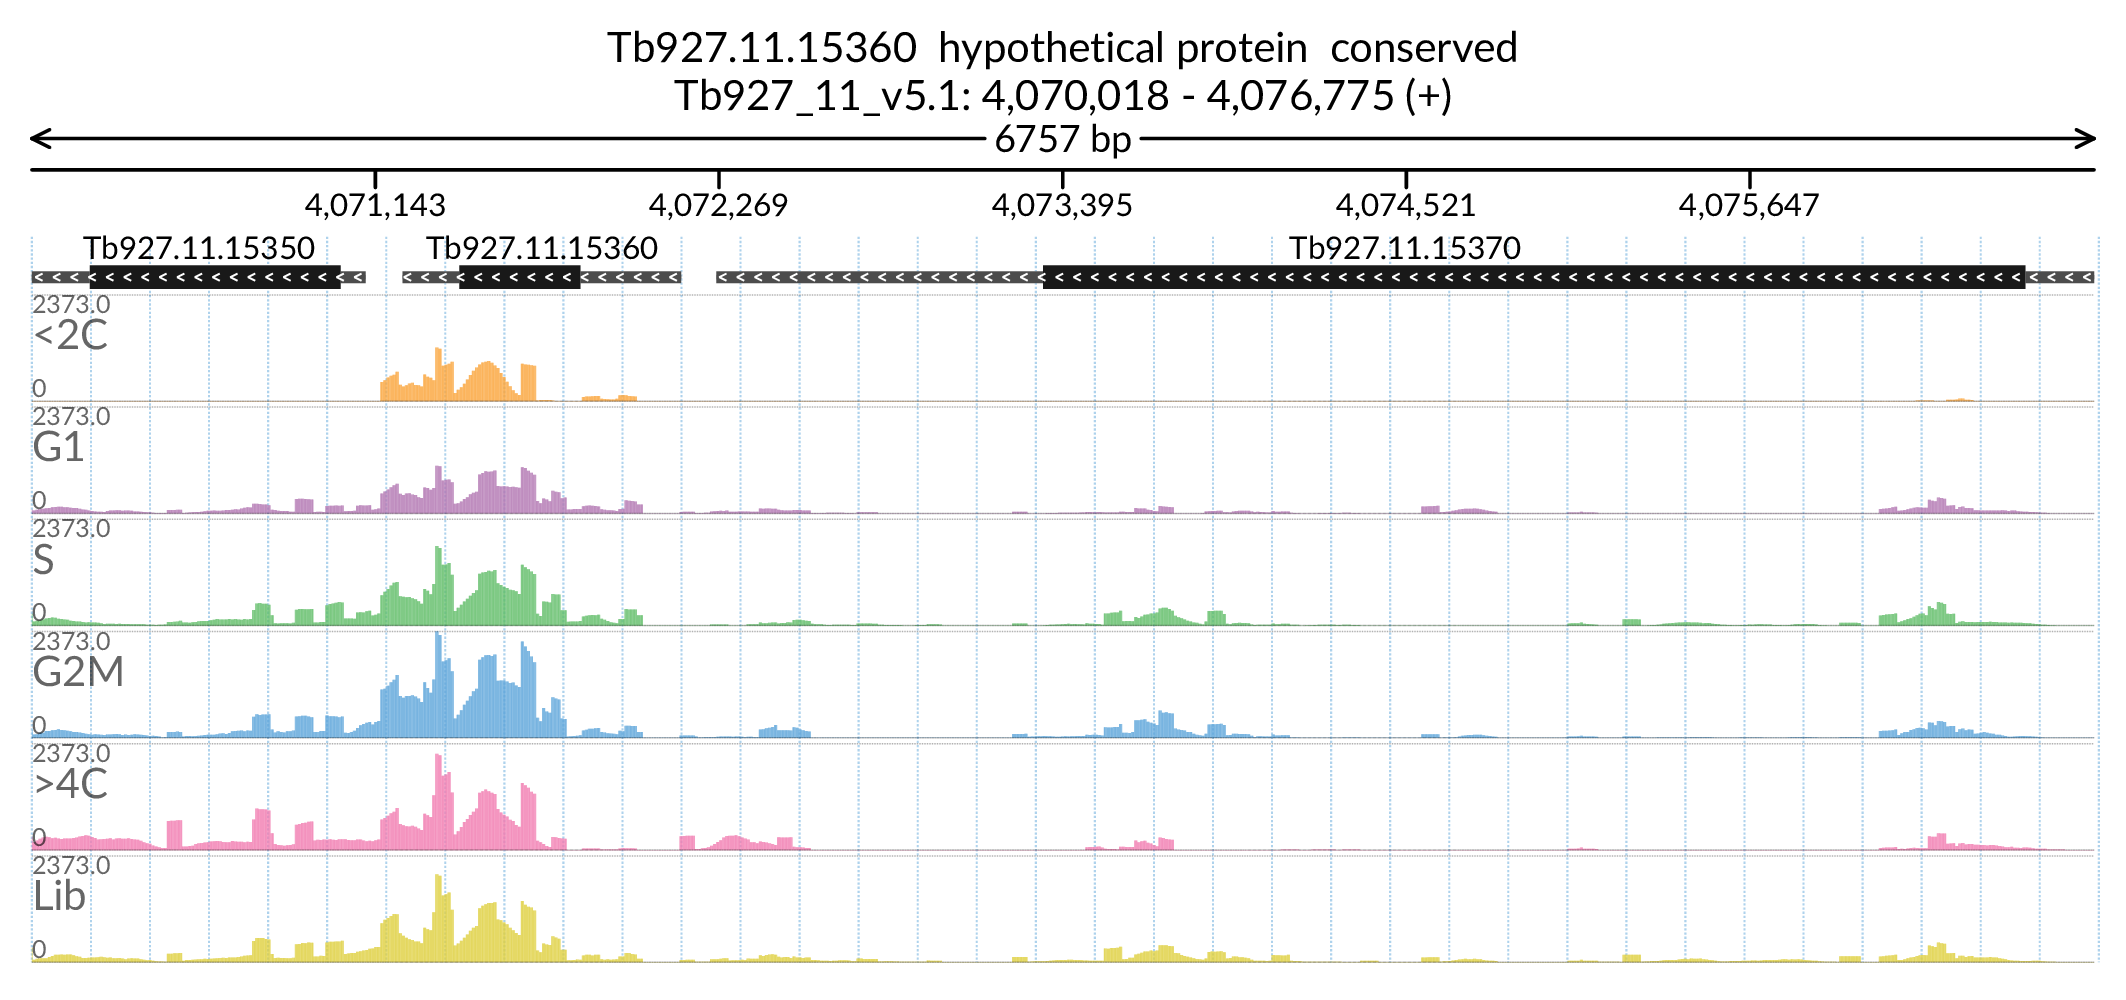 Tb927.11.15360 hypothetical protein conserved
Tb927_11_v5.1: 4,070,018 - 4,076,775 (+)
6757 bp
4,071,143 4,072,269 4,073,395 4,074,521 4,075,647
Tb927.11.15350 Tb927.11.15360 Tb927.11.15370
2373.0
<2C
0
2373.0
G1
0
2373.0
S
0
2373.0
G2M
0
2373.0
>4C
0
2373.0
Lib
0